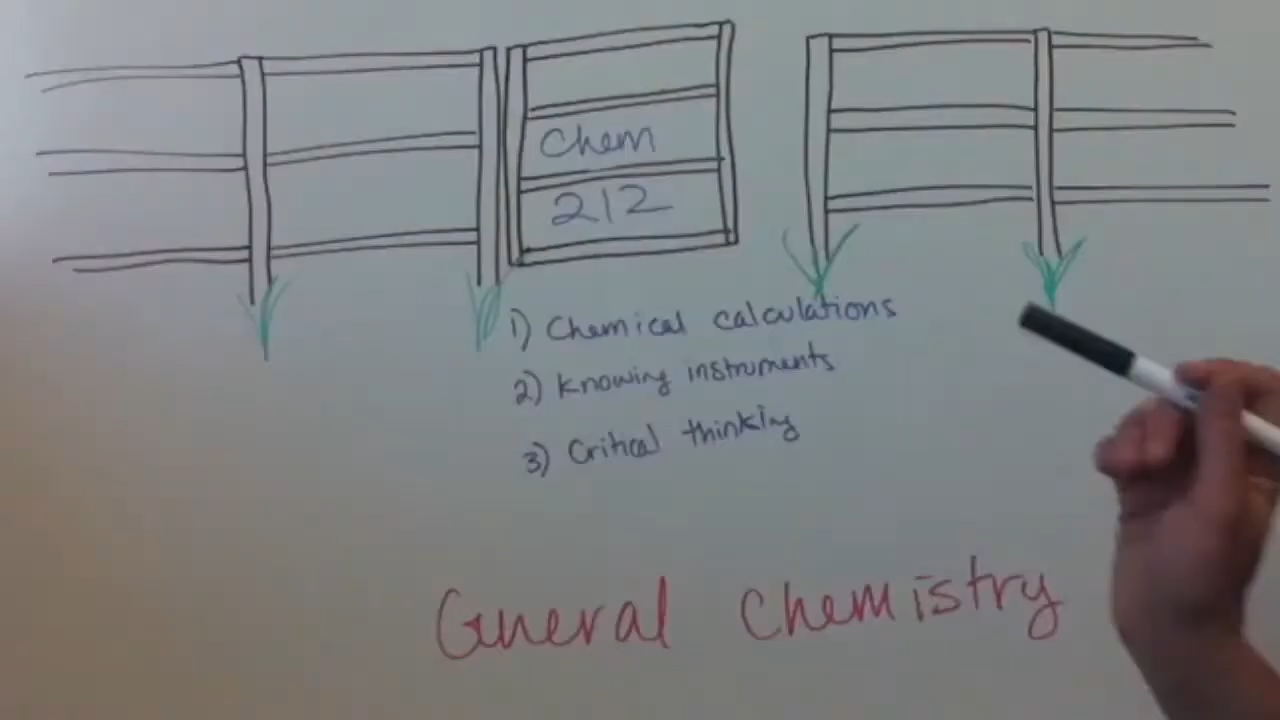 Chem
212
1) Chemical calculations
2) Knowing instruments
3) Critical thinking
General Chemistry